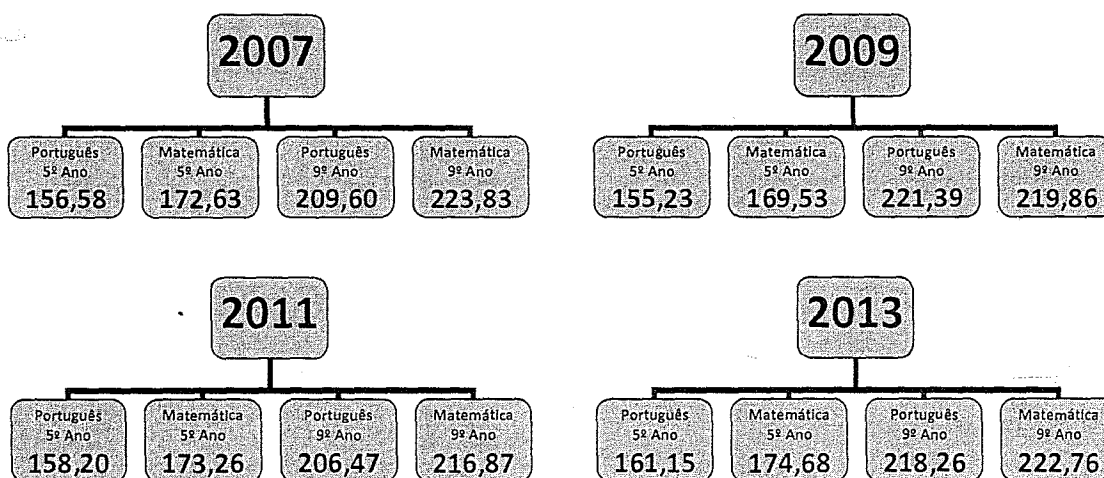 2007
Português
5º Ano
156,58
Matemática
5º Ano
172,63
Português
9º Ano
209,60
Matemática
9º Ano
223,83
2009
Português
5º Ano
155,23
Matemática
5º Ano
169,53
Português
9º Ano
221,39
Matemática
9º Ano
219,86
2011
Português
5º Ano
158,20
Matemática
5º Ano
173,26
Português
9º Ano
206,47
Matemática
9º Ano
216,87
2013
Português
5º Ano
161,15
Matemática
5º Ano
174,68
Português
9º Ano
218,26
Matemática
9º Ano
222,76